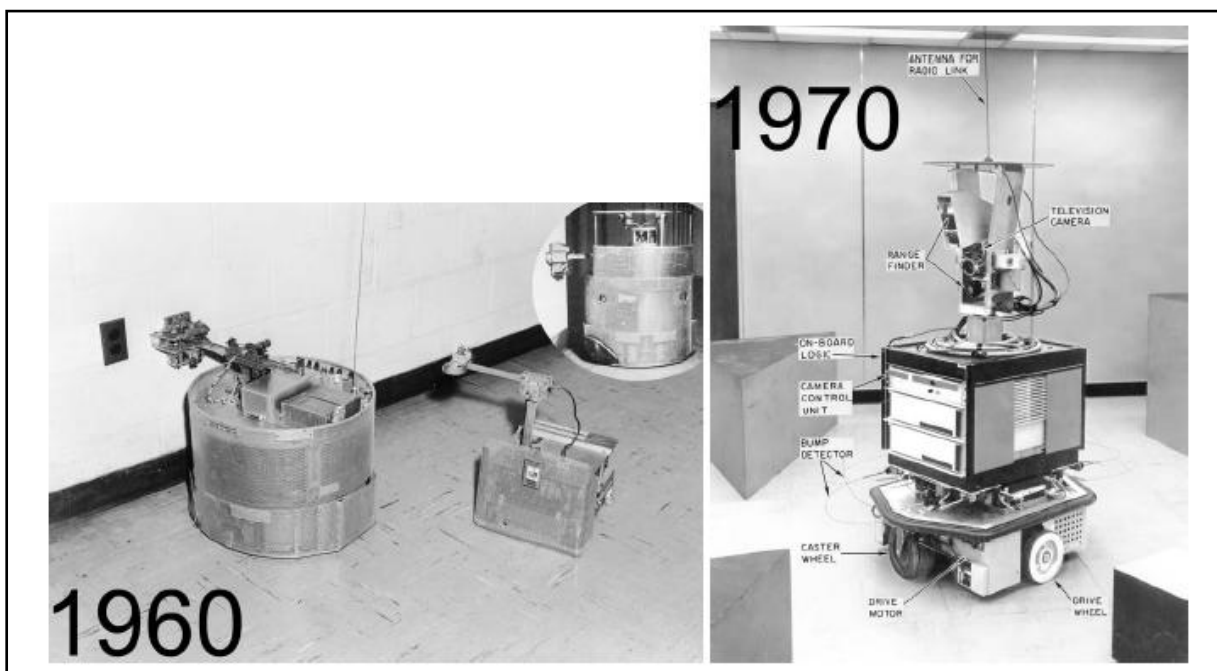 1960
1970
ANTENNA FOR
RADIO LINK
TELEVISION
CAMERA
RANGE
FINDER
ON-BOARD
LOGIC
CAMERA
CONTROL
UNIT
BUMP
DETECTOR
CASTER
WHEEL
DRIVE
MOTOR
DRIVE
WHEEL